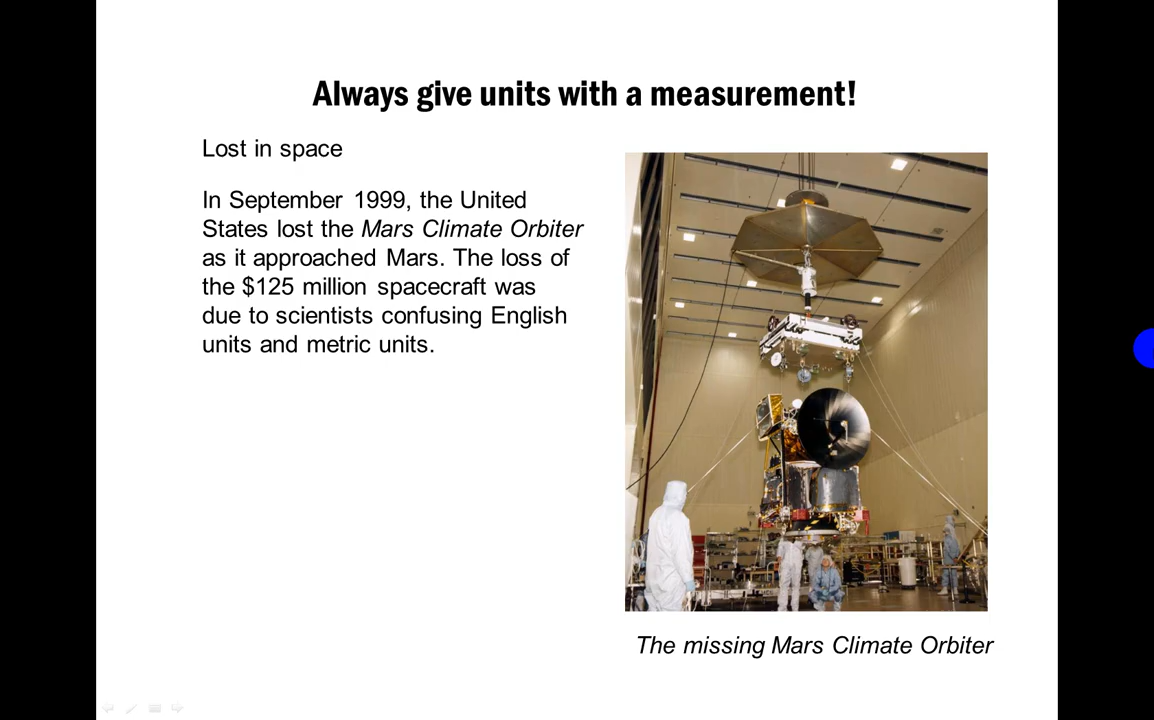 Always give units with a measurement!
Lost in space
In September 1999, the United
States lost the Mars Climate Orbiter
as it approached Mars. The loss of
the $125 million spacecraft was
due to scientists confusing English
units and metric units.
The missing Mars Climate Orbiter